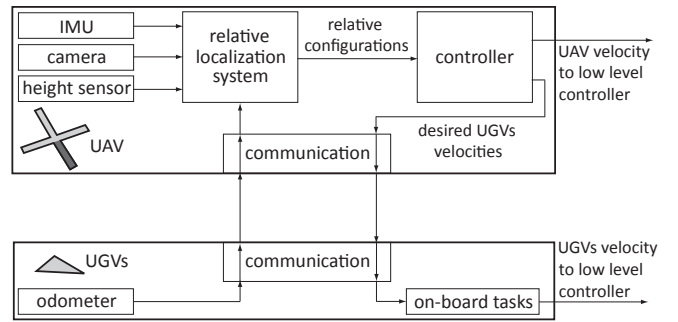 IMU
camera
height sensor
relative
localization
system
relative
configurations
controller
UAV velocity
to low level
controller
desired UGVs
velocities
UAV
communication
UGVs
communication
odometer
on-board tasks
UGVs velocity
to low level
controller